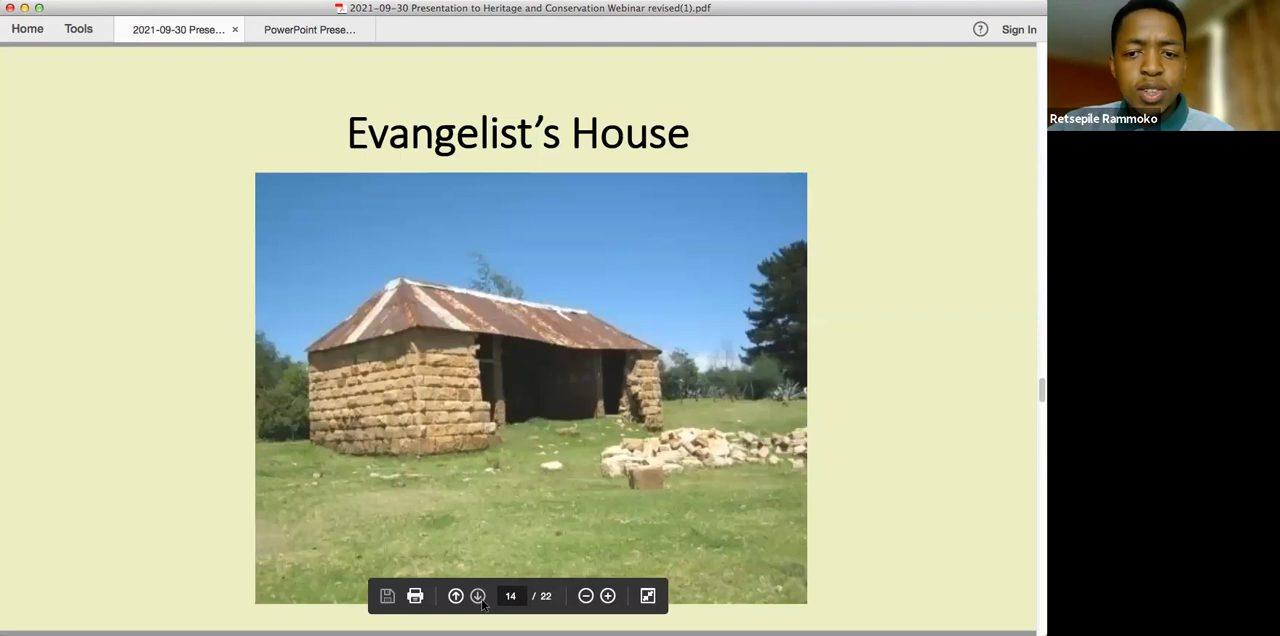 2021-09-30 Presentation to Heritage and Conservation Webinar revised(1).pdf
Home Tools 2021-09-30 Prese... × PowerPoint Prese... ? Sign In
Retsepile Rammoko
Evangelist's House
14 / 22